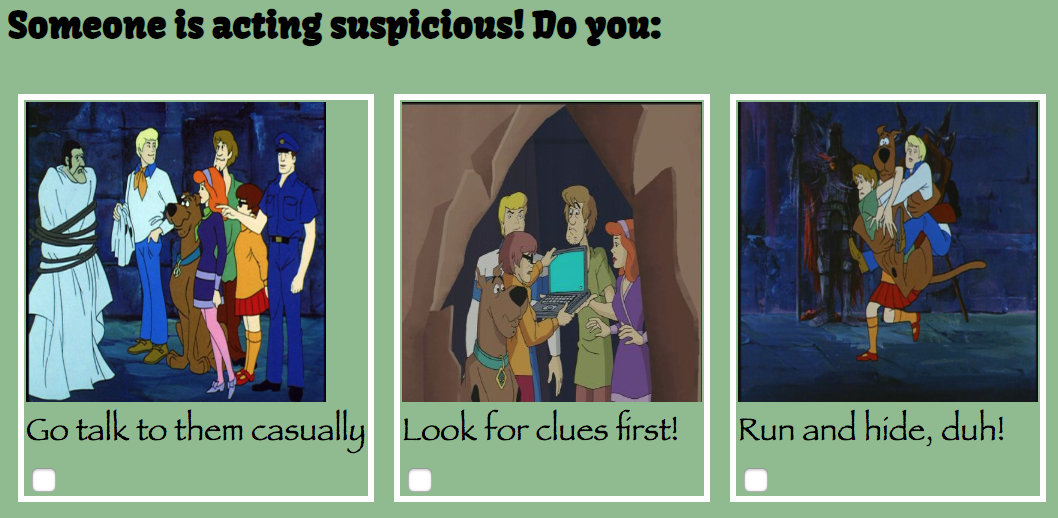 Someone is acting suspicious! Do you:
Go talk to them casually
Look for clues first!
Run and hide, duh!